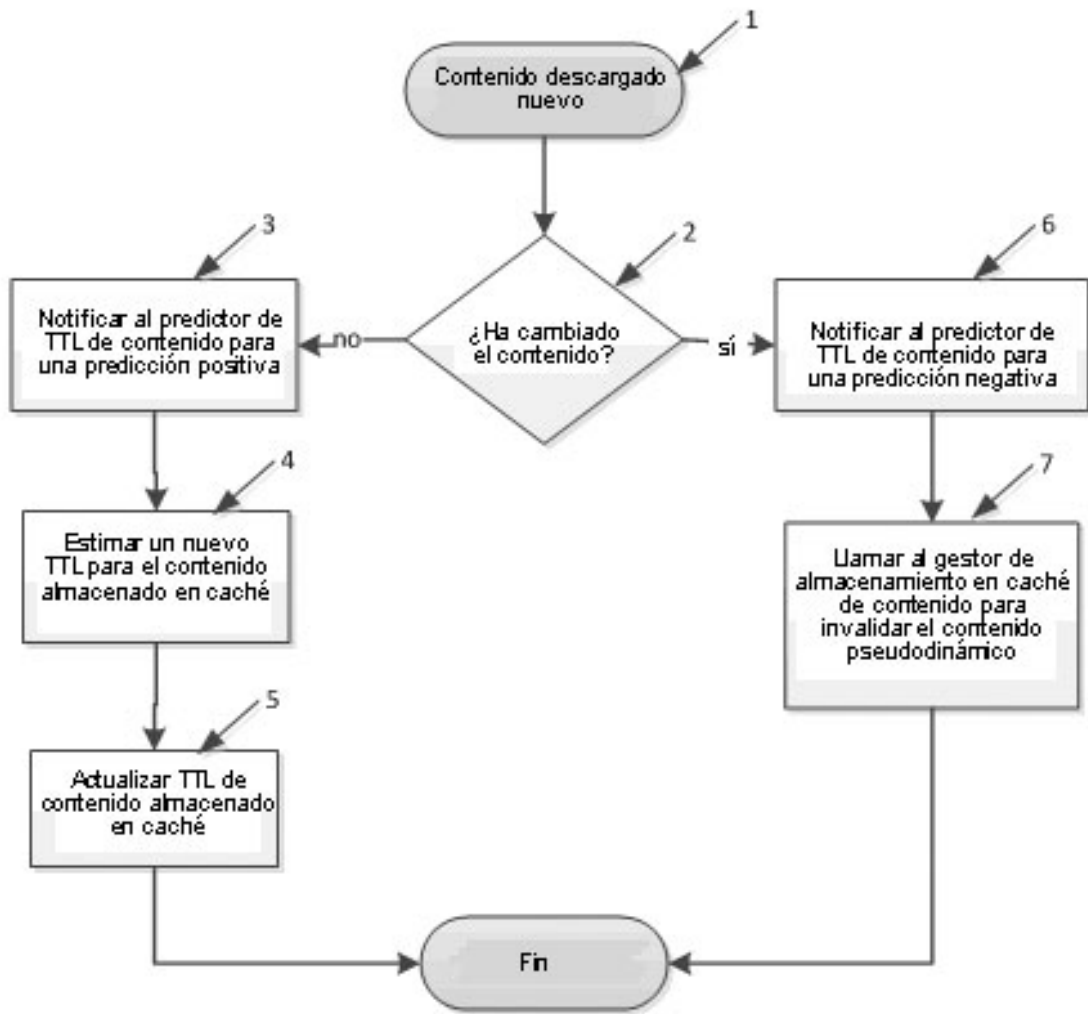 1
Contenido descargado
nuevo
2
¿Ha cambiado
el contenido?
no
sí
3
Notificar al predictor de
TTL de contenido para
una predicción positiva
4
Estimar un nuevo
TTL para el contenido
almacenado en caché
5
Actualizar TTL de
contenido almacenado
en caché
6
Notificar al predictor de
TTL de contenido para
una predicción negativa
7
Llamar al gestor de
almacenamiento en caché
de contenido para
invalidar el contenido
pseudodinámico
Fin